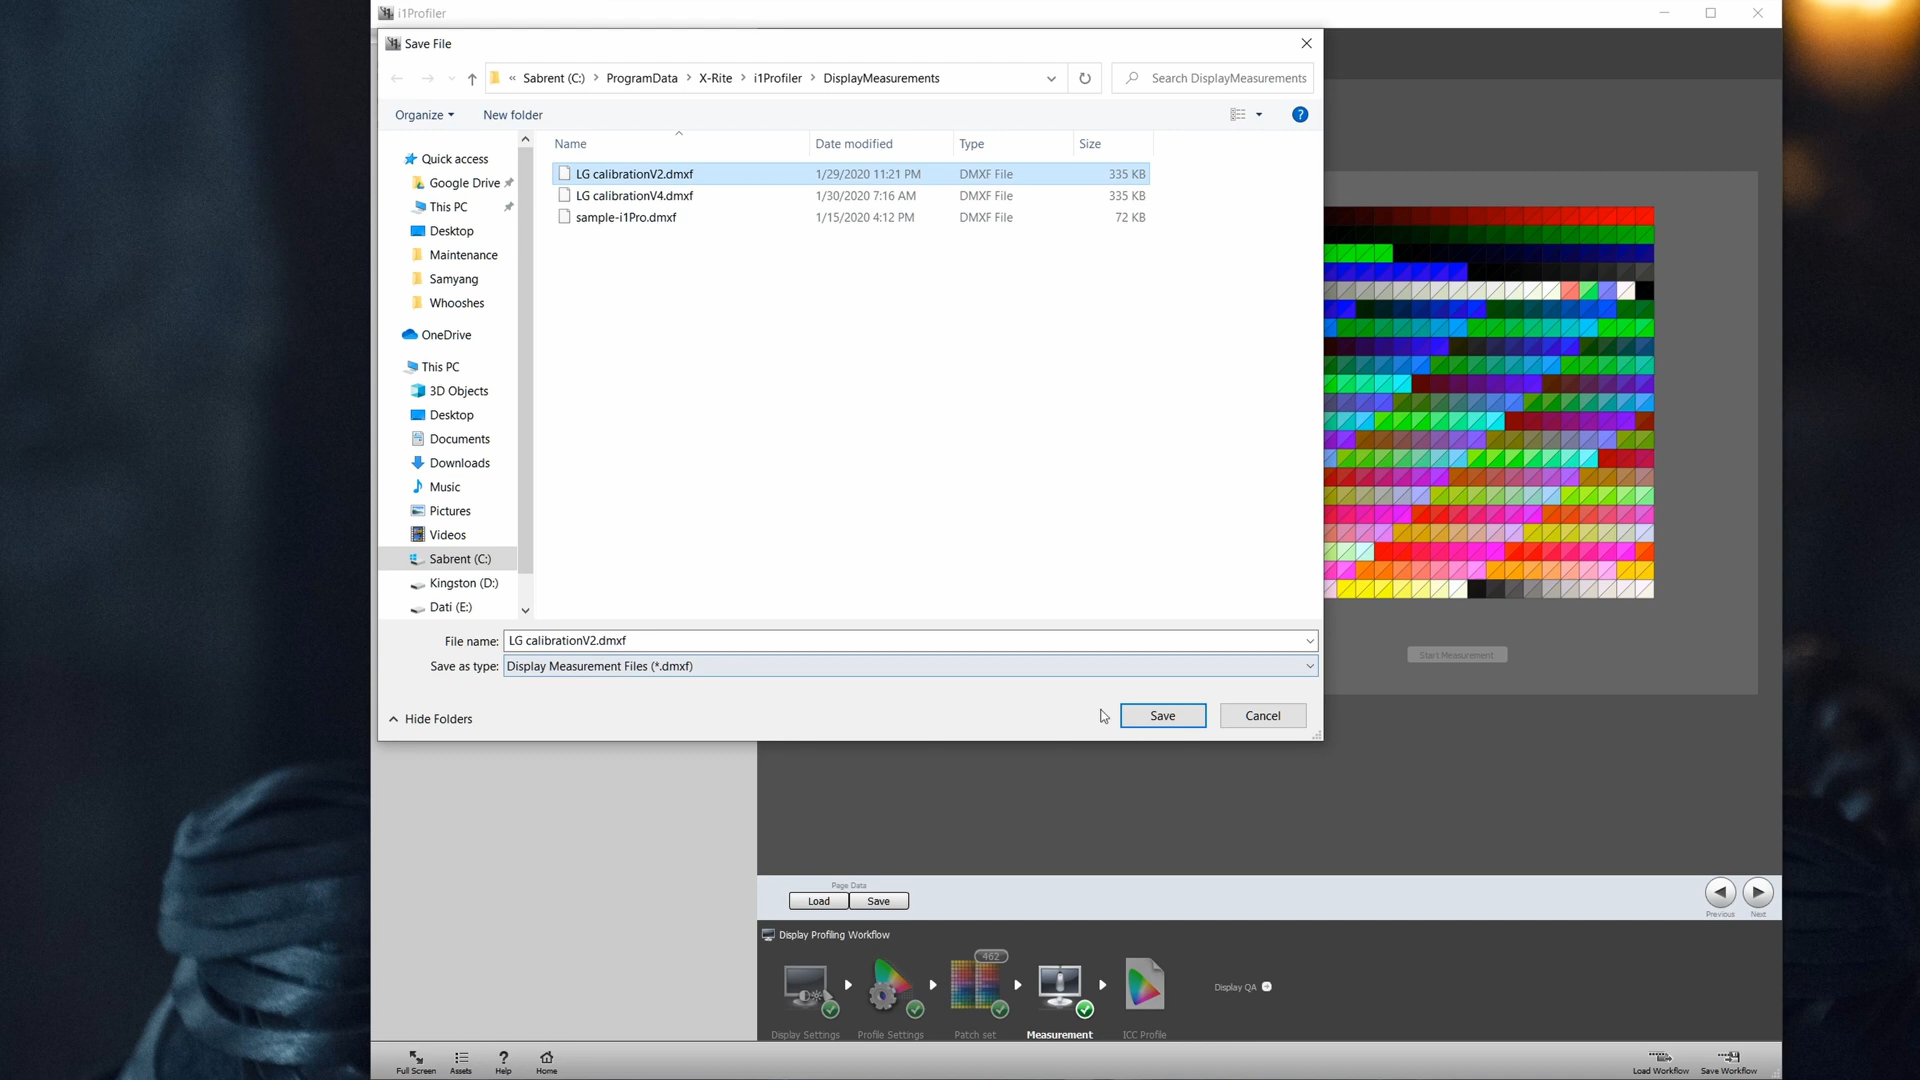 i1Profiler
Save File
« Sabrent (C:) > ProgramData > X-Rite > i1Profiler > DisplayMeasurements
Search DisplayMeasurements
Organize
New folder
Name Date modified Type Size
LG calibrationV2.dmxf 1/29/2020 11:21 PM DMXF File 335 KB
LG calibrationV4.dmxf 1/30/2020 7:16 AM DMXF File 335 KB
sample-i1Pro.dmxf 1/15/2020 4:12 PM DMXF File 72 KB
Quick access
Google Drive
This PC
Desktop
Maintenance
Samyang
Whooshes
OneDrive
This PC
3D Objects
Desktop
Documents
Downloads
Music
Pictures
Videos
Sabrent (C:)
Kingston (D:)
Dati (E:)
File name: LG calibrationV2.dmxf
Save as type: Display Measurement Files (*.dmxf)
Hide Folders
Save
Cancel
Start Measurement
Page Data
Load
Save
Previous
Next
Display Profiling Workflow
462
Display QA
Display Settings
Profile Settings
Patch set
Measurement
ICC Profile
Full Screen
Assets
Help
Home
Load Workflow
Save Workflow